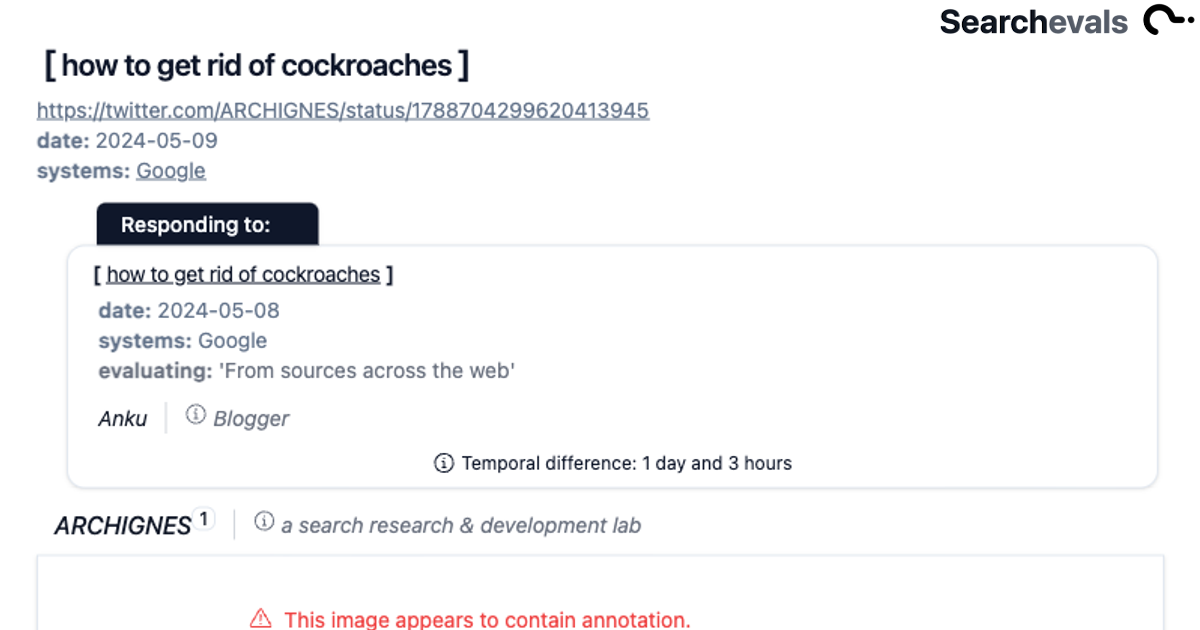 Searchevals
[ how to get rid of cockroaches ]
https://twitter.com/ARCHIGNES/status/1788704299620413945
date: 2024-05-09
systems: Google
Responding to:
[ how to get rid of cockroaches ]
date: 2024-05-08
systems: Google
evaluating: 'From sources across the web'
Anku | ⓘ Blogger
ⓘ Temporal difference: 1 day and 3 hours
ARCHIGNES 1 | ⓘ a search research & development lab
⚠ This image appears to contain annotation.